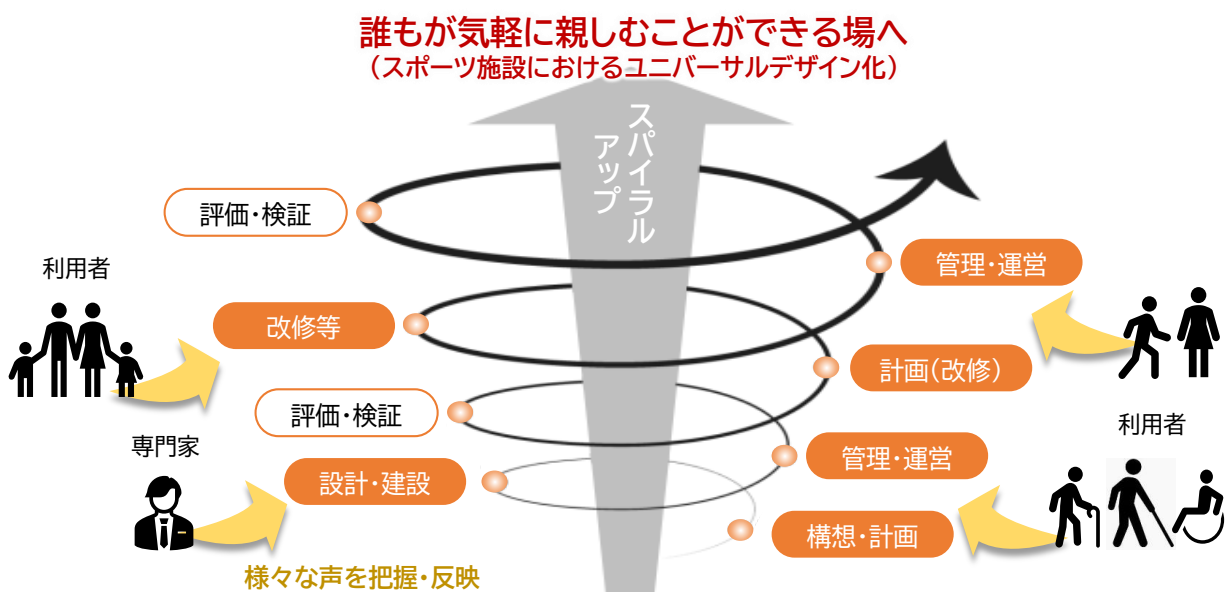 誰もが気軽に親しむことができる場へ
（スポーツ施設におけるユニバーサルデザイン化）
スパイラル
アップ
評価・検証
管理・運営
利用者
改修等
計画(改修)
評価・検証
利用者
専門家
管理・運営
設計・建設
構想・計画
様々な声を把握・反映